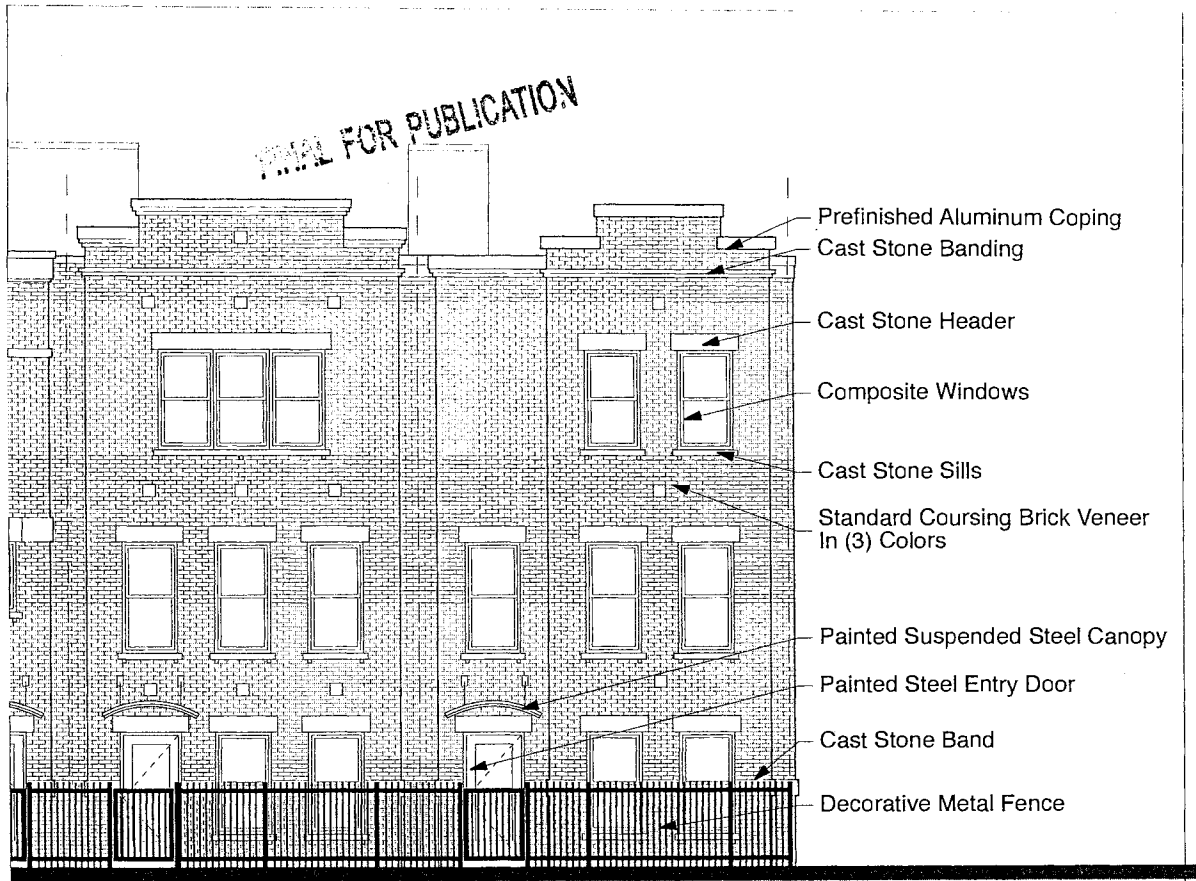 FINAL FOR PUBLICATION
Prefinished Aluminum Coping
Cast Stone Banding
Cast Stone Header
Composite Windows
Cast Stone Sills
Standard Coursing Brick Veneer
In (3) Colors
Painted Suspended Steel Canopy
Painted Steel Entry Door
Cast Stone Band
Decorative Metal Fence